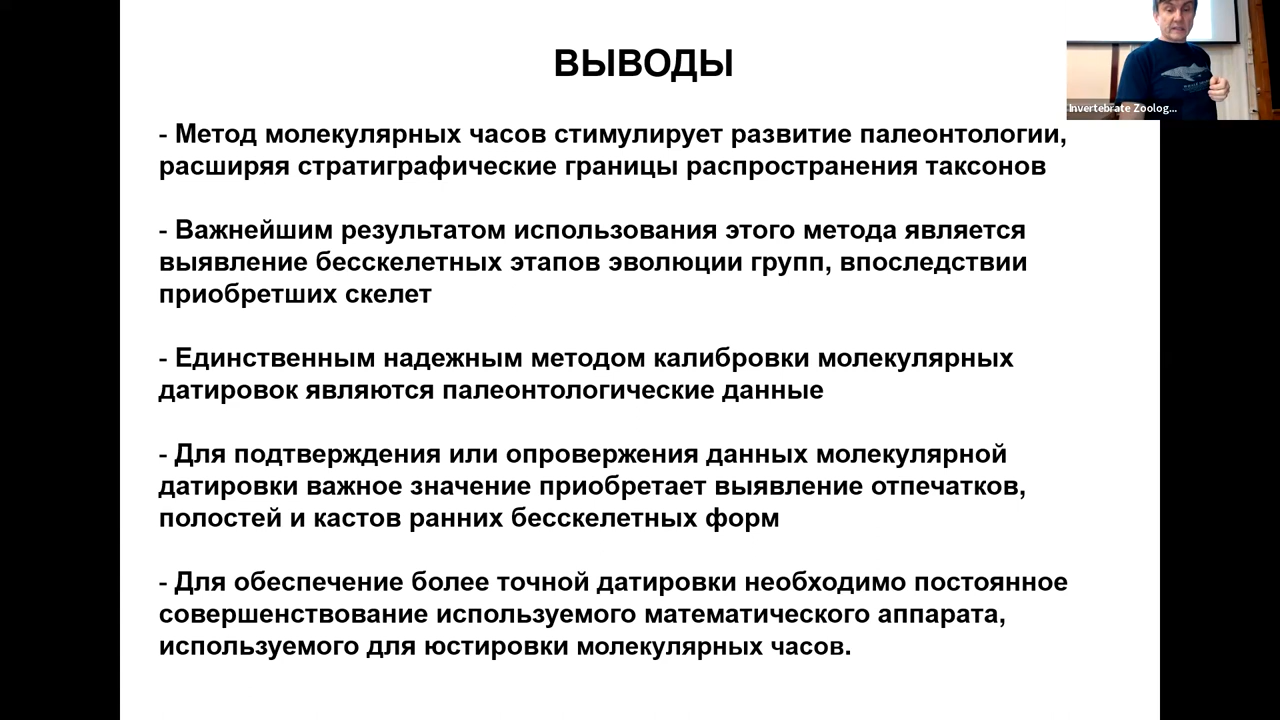 ВЫВОДЫ
- Метод молекулярных часов стимулирует развитие палеонтологии,
расширяя стратиграфические границы распространения таксонов
- Важнейшим результатом использования этого метода является
выявление бесскелетных этапов эволюции групп, впоследствии
приобретших скелет
- Единственным надежным методом калибровки молекулярных
датировок являются палеонтологические данные
- Для подтверждения или опровержения данных молекулярной
датировки важное значение приобретает выявление отпечатков,
полостей и кастов ранних бесскелетных форм
- Для обеспечение более точной датировки необходимо постоянное
совершенствование используемого математического аппарата,
используемого для юстировки молекулярных часов.
Invertebrate Zoolog...